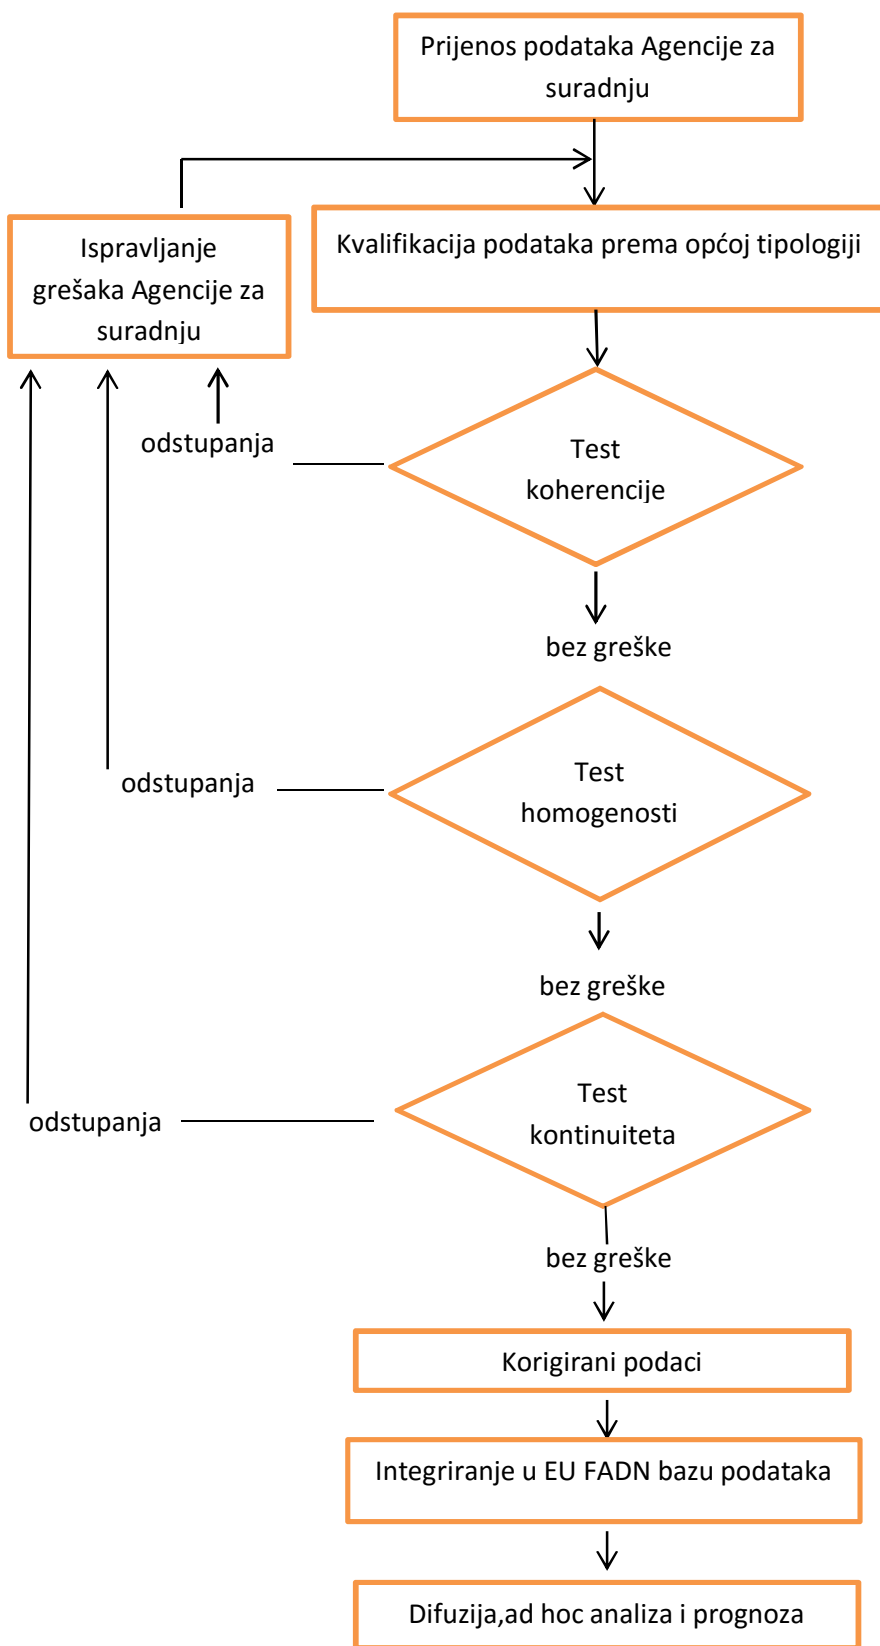 Prijenos podataka Agencije za
suradnju
Ispravljanje
grešaka Agencije za
suradnju
Kvalifikacija podataka prema općoj tipologiji
odstupanja
Test
koherencije
bez greške
odstupanja
Test
homogenosti
bez greške
odstupanja
Test
kontinuiteta
bez greške
Korigirani podaci
Integriranje u EU FADN bazu podataka
Difuzija,ad hoc analiza i prognoza